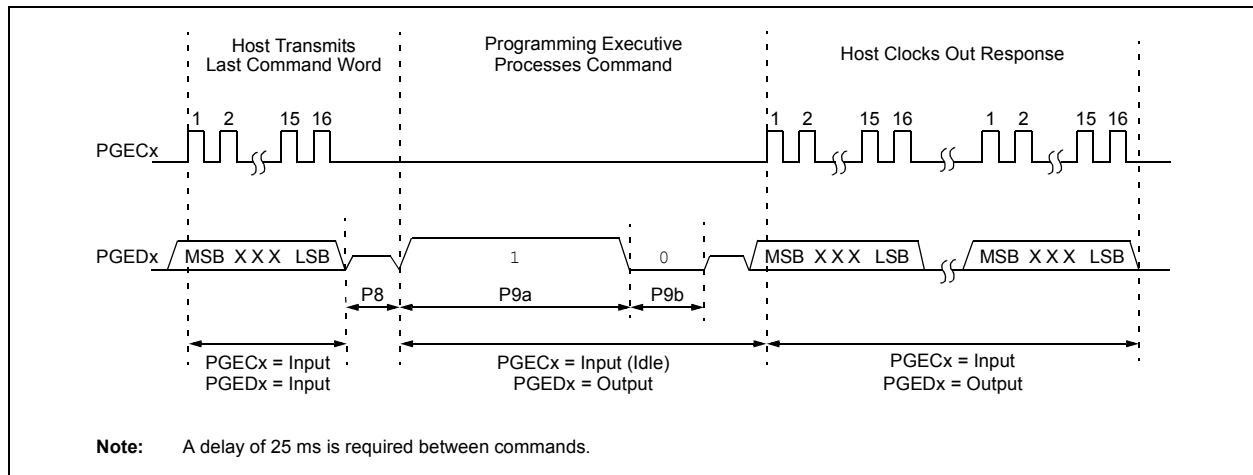 Host Transmits
Last Command Word
Programming Executive
Processes Command
Host Clocks Out Response
1 2 15 16 1 2 15 16 1 2 15 16
PGECx
PGEDx MSB X X X LSB 1 0 MSB X X X LSB MSB X X X LSB
P8 P9a P9b
PGECx = Input
PGEDx = Input
PGECx = Input (Idle)
PGEDx = Output
PGECx = Input
PGEDx = Output
Note: A delay of 25 ms is required between commands.